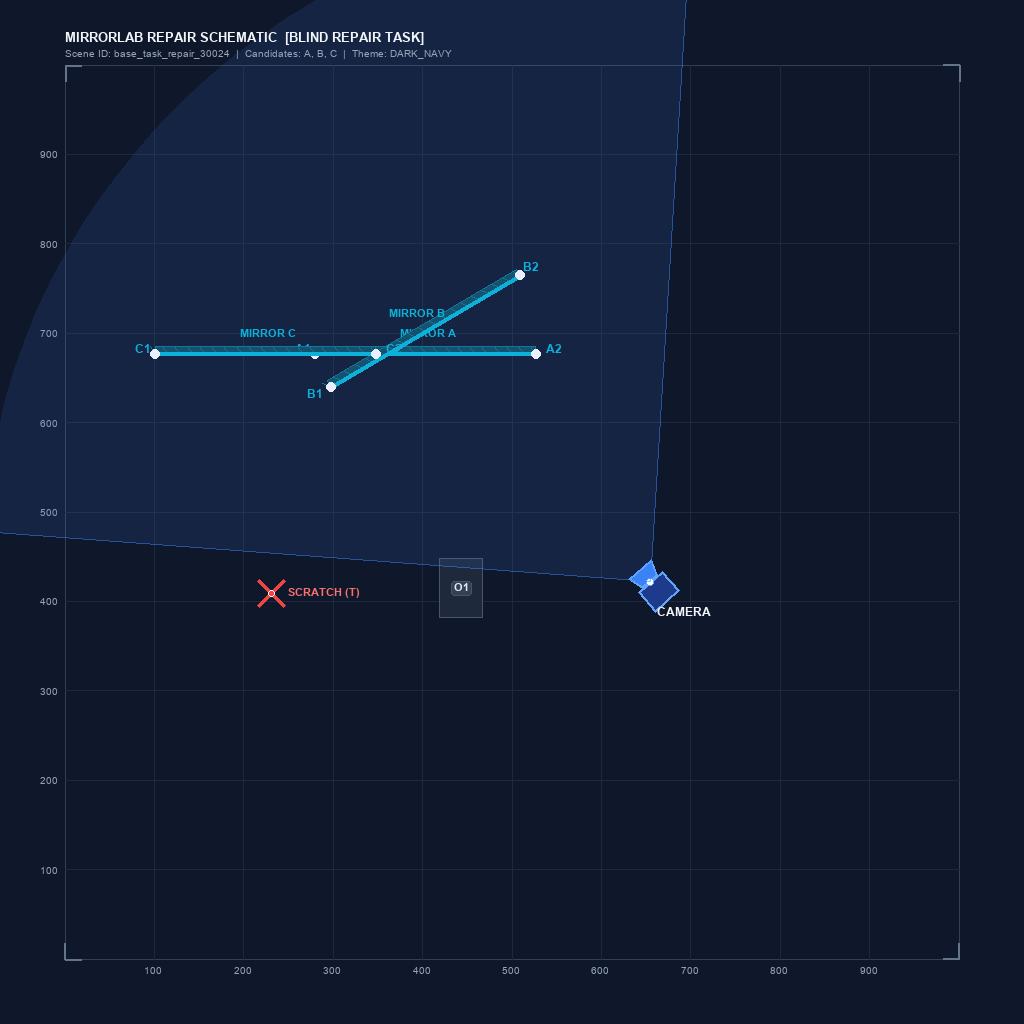 MIRRORLAB REPAIR SCHEMATIC [BLIND REPAIR TASK]
Scene ID: base_task_repair_30024 | Candidates: A, B, C | Theme: DARK_NAVY
900
800
700
600
500
400
300
200
100
B2
MIRROR B
MIRROR C
MIRROR A
C1
A2
B1
O1
SCRATCH (T)
CAMERA
100 200 300 400 500 600 700 800 900